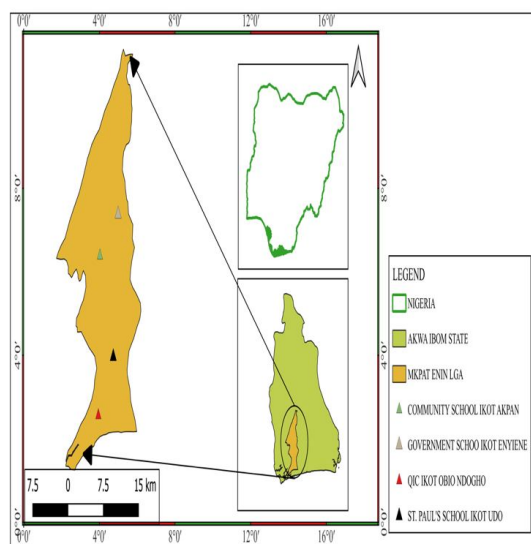 0°0' 4°0' 8°0' 12°0' 16°0'
8°0'
8°0'
4°0'
4°0'
0°0'
0°0'
7.5 0 7.5 15 km
0°0' 4°0' 8°0' 12°0' 16°0'
LEGEND
NIGERIA
AKWA IBOM STATE
MKPAT ENIN LGA
COMMUNITY SCHOOL IKOT AKPAN
GOVERNMENT SCHOO IKOT ENYIENE
QIC IKOT OBIO NDOGHO
ST. PAUL'S SCHOOL IKOT UDO